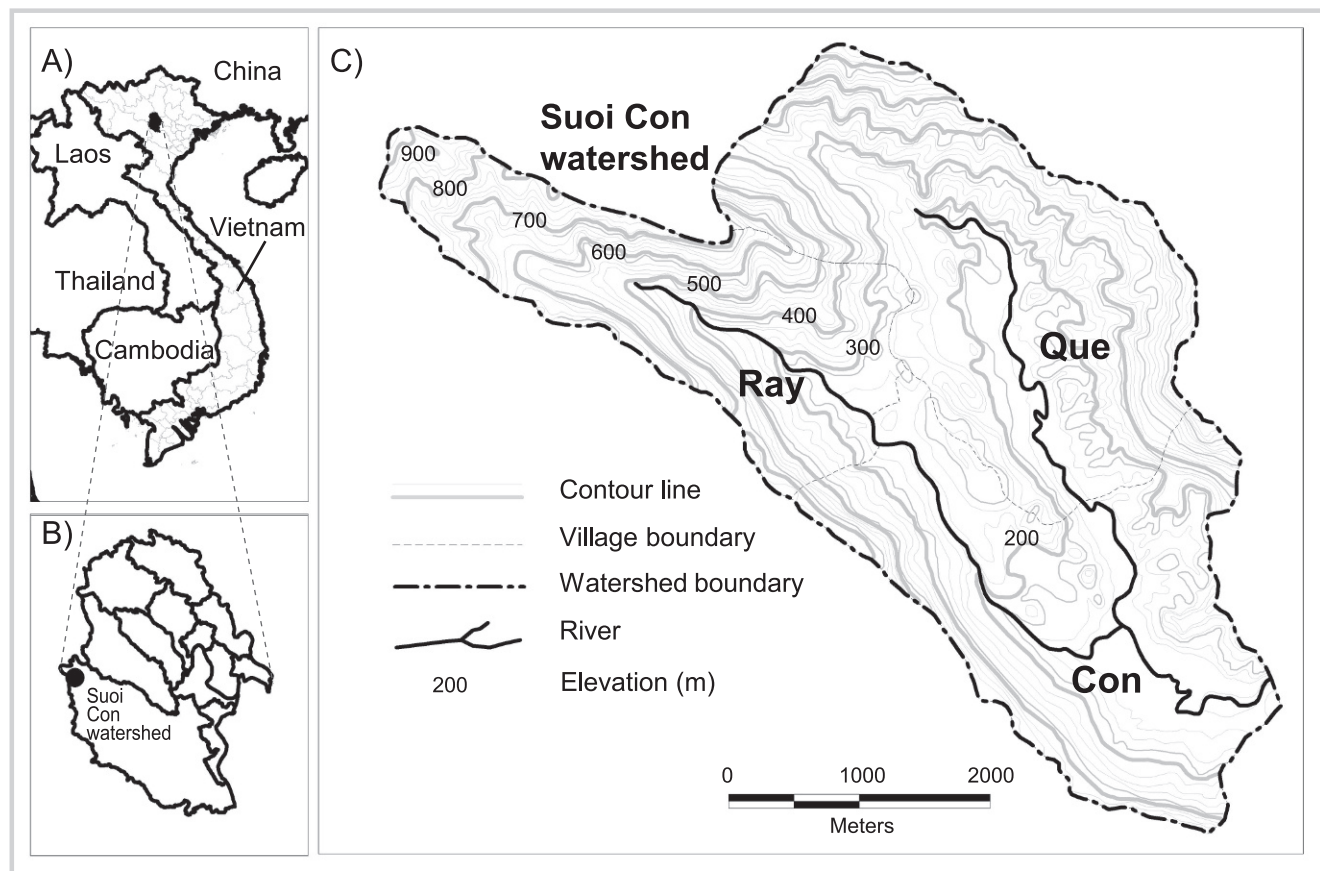 A)
China
Laos
Vietnam
Thailand
Cambodia
B)
Suoi
Con
watershed
C)
Suoi Con
watershed
900
800
700
600
500
400
300
Que
Ray
200
Con
Contour line
Village boundary
Watershed boundary
River
200 Elevation (m)
0 1000 2000
Meters